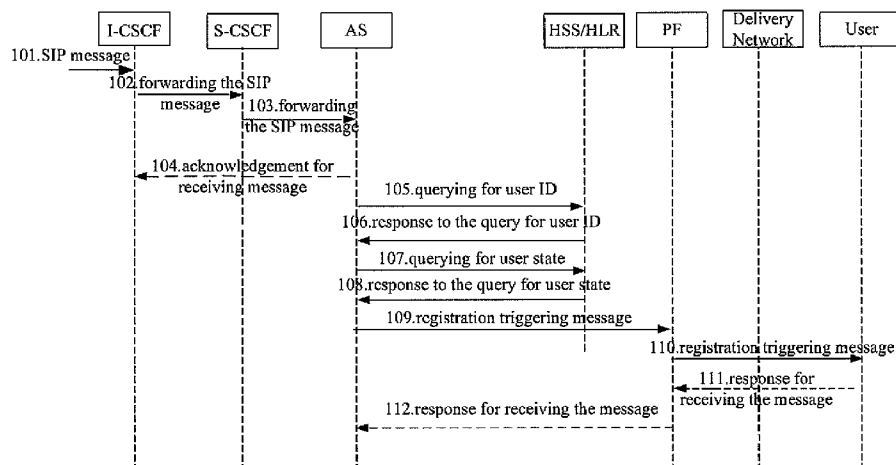 I-CSCF
S-CSCF
AS
HSS/HLR
PF
Delivery
Network
User
101.SIP message
102.forwarding the SIP
message
103.forwarding
the SIP message
104.acknowledgement for
receiving message
105.querying for user ID
106.response to the query for user ID
107.querying for user state
108.response to the query for user state
109.registration triggering message
110.registration triggering message
111.response for
receiving the message
112.response for receiving the message